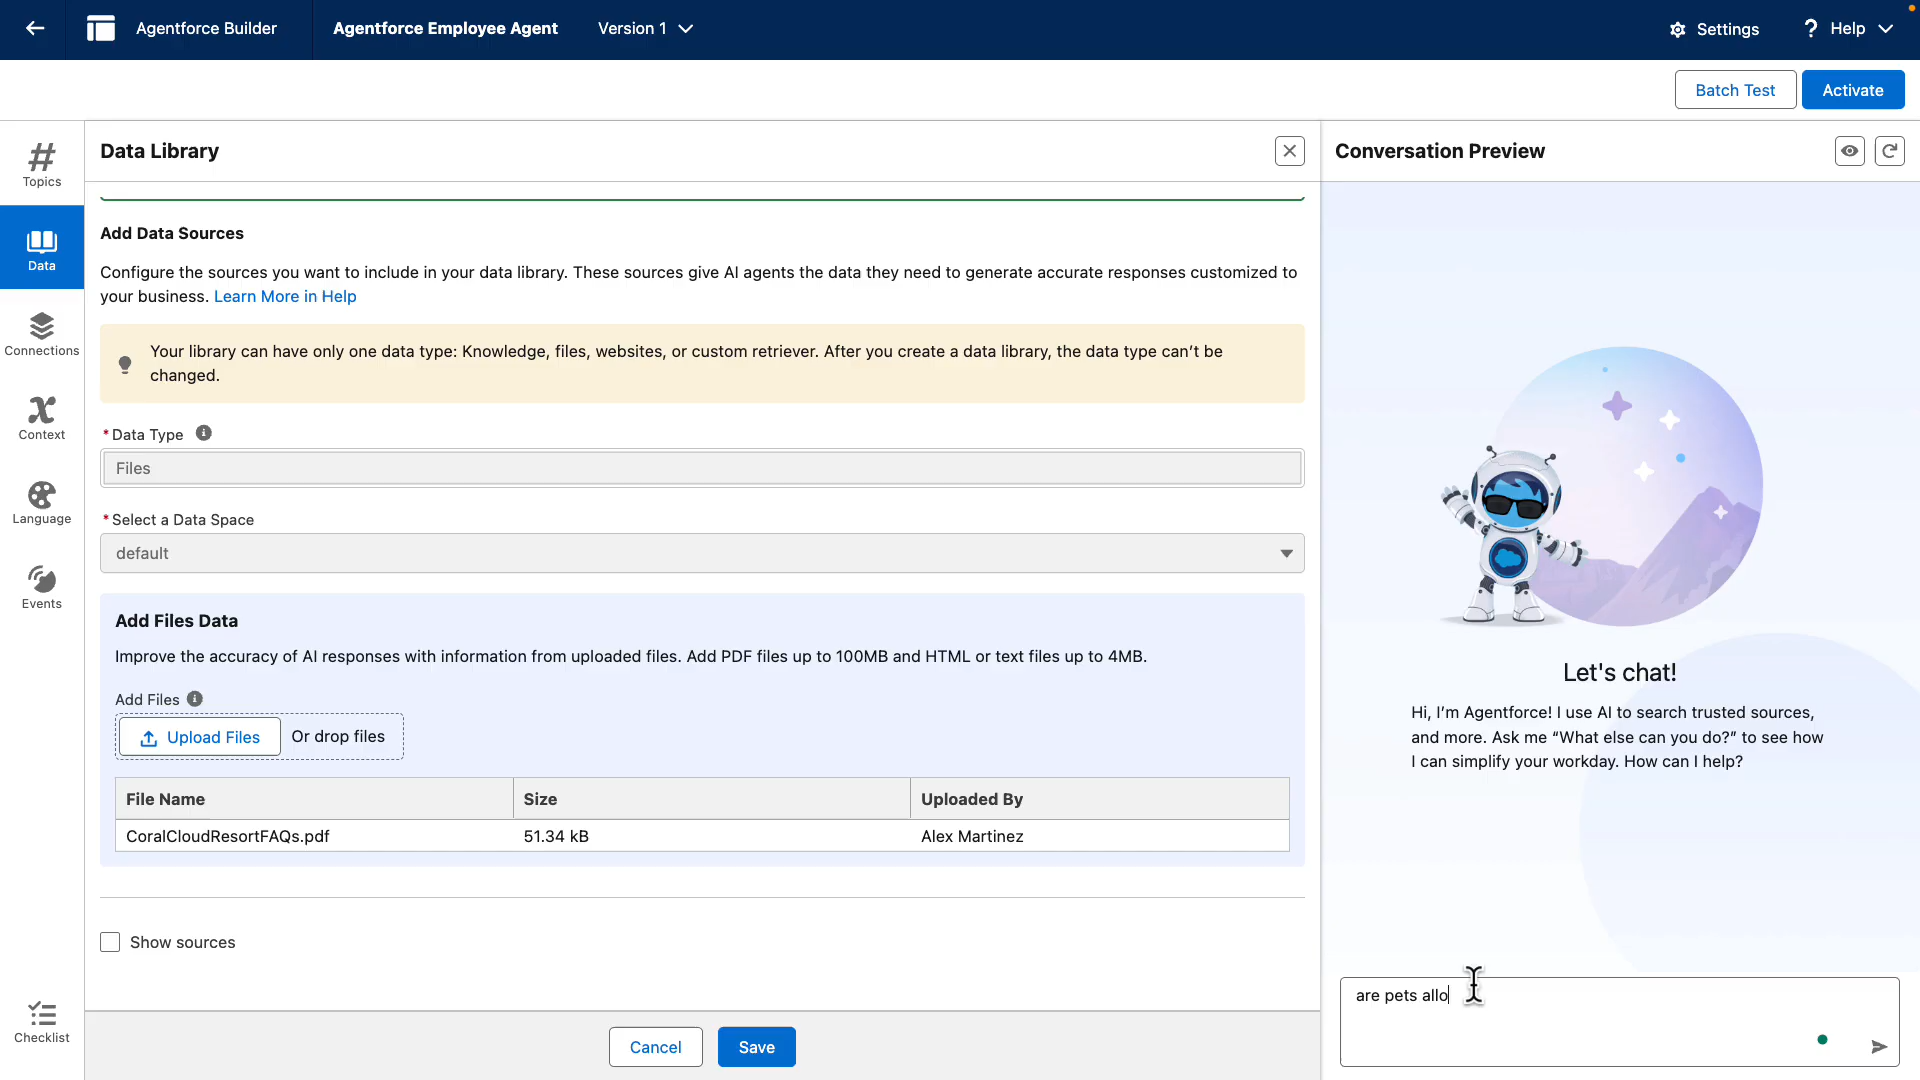 Agentforce Builder
Agentforce Employee Agent
Version 1
Settings
? Help
Batch Test
Activate
Topics
Data
Connections
Context
Language
Events
Checklist
Data Library
Add Data Sources
Configure the sources you want to include in your data library. These sources give AI agents the data they need to generate accurate responses customized to
your business. Learn More in Help
Your library can have only one data type: Knowledge, files, websites, or custom retriever. After you create a data library, the data type can't be
changed.
* Data Type
Files
* Select a Data Space
default
Add Files Data
Improve the accuracy of AI responses with information from uploaded files. Add PDF files up to 100MB and HTML or text files up to 4MB.
Add Files
Upload Files Or drop files
File Name Size Uploaded By
CoralCloudResortFAQs.pdf 51.34 kB Alex Martinez
Show sources
Cancel
Save
Conversation Preview
Let's chat!
Hi, I'm Agentforce! I use AI to search trusted sources,
and more. Ask me “What else can you do?” to see how
I can simplify your workday. How can I help?
are pets allo